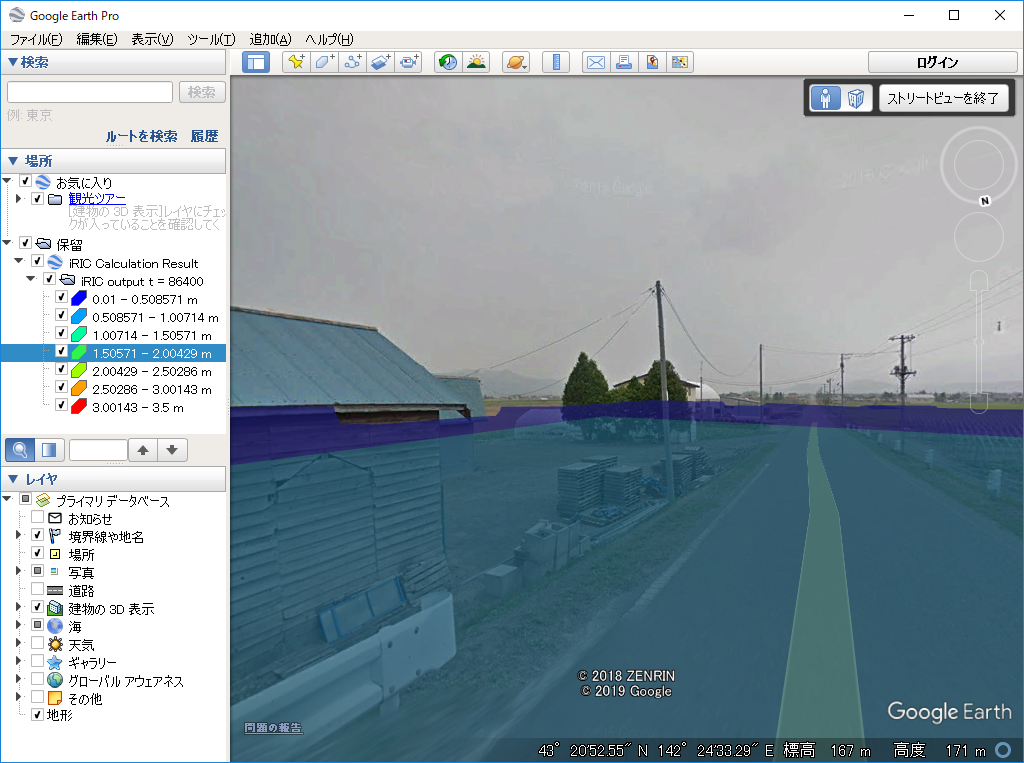 Google Earth Pro
ファイル(F) 編集(E) 表示(V) ツール(T) 追加(A) ヘルプ(H)
▼検索
検索
例: 東京
ルートを検索 履歴
▼ 場所
お気に入り
観光ツアー
[建物の 3D 表示]レイヤにチェッ
クが入っていることを確認してく
保留
iRIC Calculation Result
iRIC output t = 86400
0.01 - 0.508571 m
0.508571 - 1.00714 m
1.00714 - 1.50571 m
1.50571 - 2.00429 m
2.00429 - 2.50286 m
2.50286 - 3.00143 m
3.00143 - 3.5 m
▼ レイヤ
プライマリ データベース
お知らせ
境界線や地名
場所
写真
道路
建物の 3D 表示
海
天気
ギャラリー
グローバル アウェアネス
その他
地形
ログイン
ストリートビューを終了
2018 Google
N
© 2018 ZENRIN
© 2019 Google
Google Earth
問題の報告
43° 20'52.55" N 142° 24'33.29" E 標高 167 m 高度 171 m